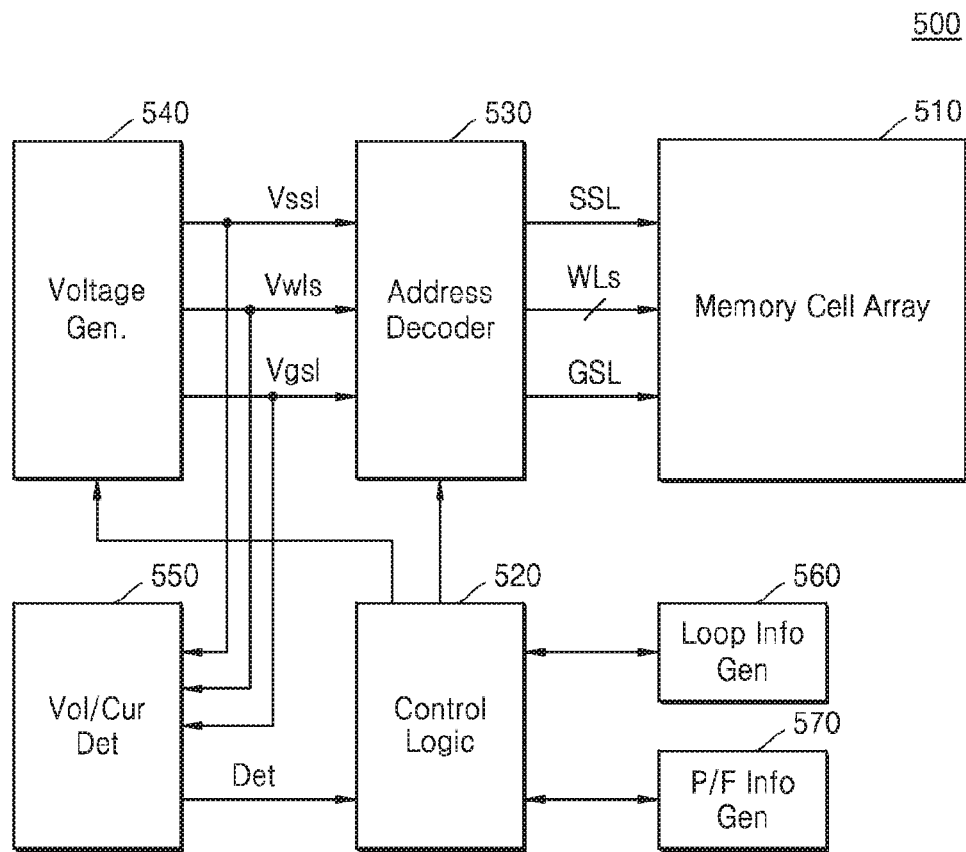 500
540
530
510
Voltage
Gen.
Vssl
Vwls
Vgsl
Address
Decoder
SSL
WLs
GSL
Memory Cell Array
550
520
560
Vol/Cur
Det
Det
Control
Logic
Loop Info
Gen
570
P/F Info
Gen